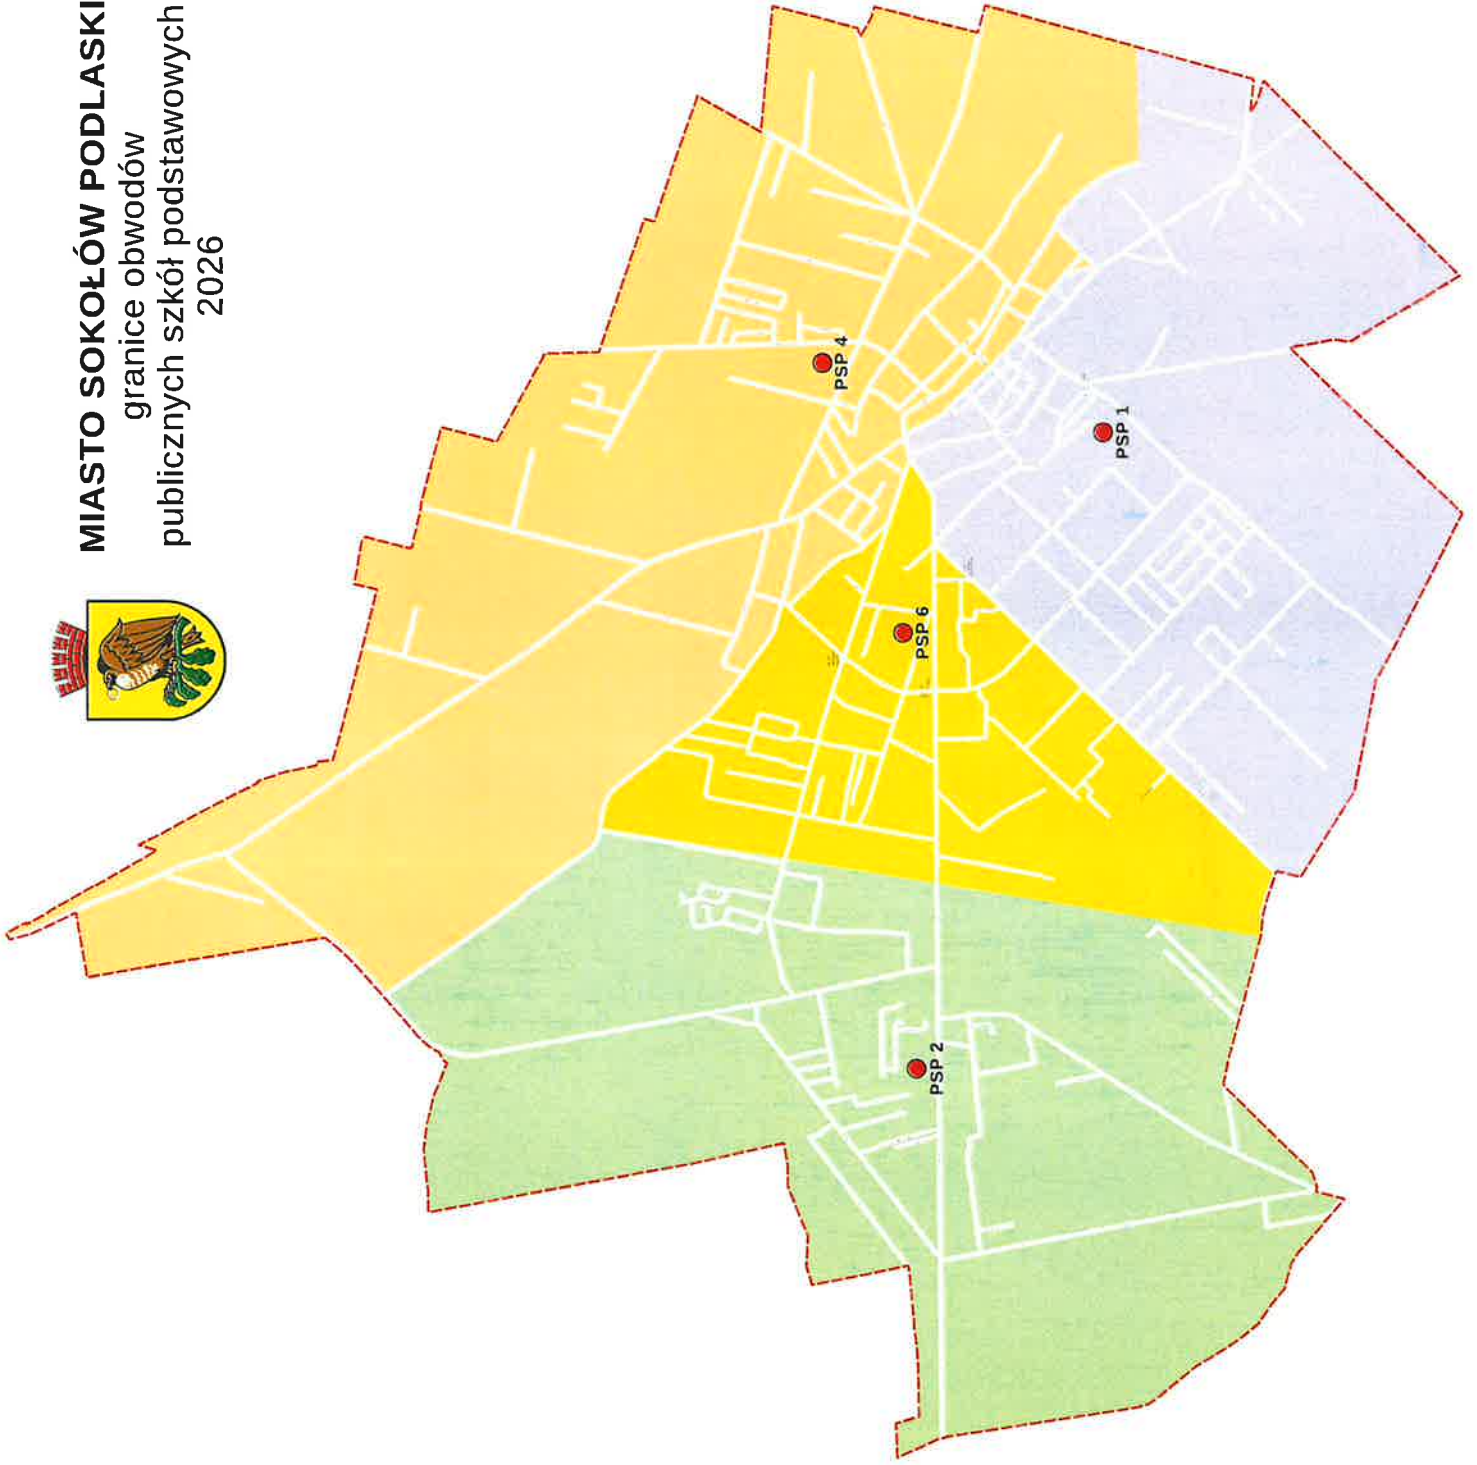 MIASTO SOKOŁÓW PODLASKI
granice obwodów
publicznych szkół podstawowych
2026
PSP 4
PSP 1
PSP 6
PSP 2